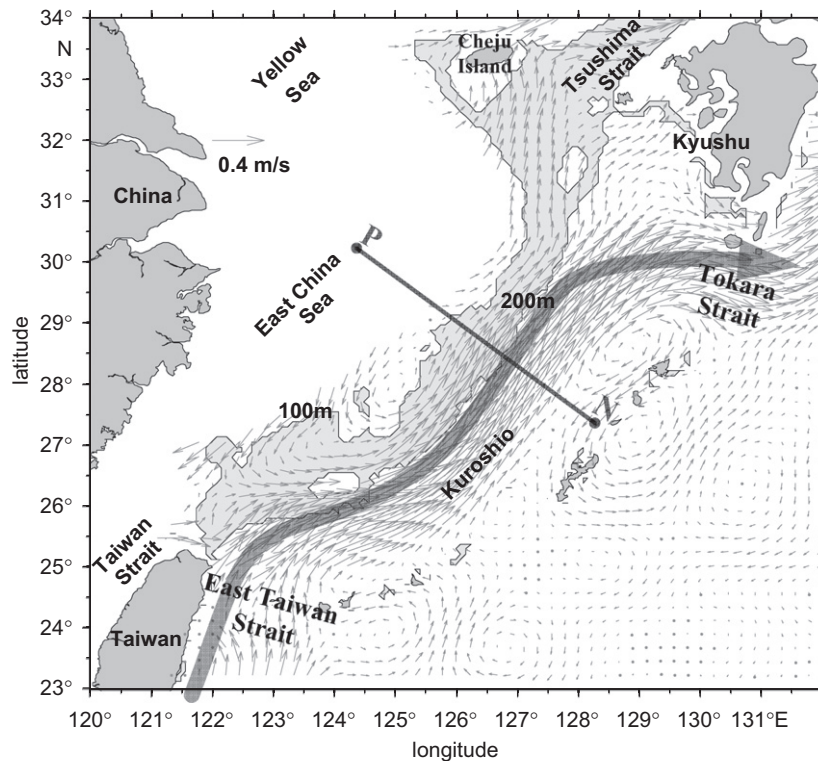 34°
N
33°
32°
31°
30°
29°
28°
27°
26°
25°
24°
23°
latitude
Yellow
Sea
Cheju
Island
Tsushima
Strait
Kyushu
0.4 m/s
China
P
East China
Sea
200m
Tokara
Strait
100m
N
Kuroshio
Taiwan
Strait
East Taiwan
Strait
Taiwan
120° 121° 122° 123° 124° 125° 126° 127° 128° 129° 130° 131°E
longitude